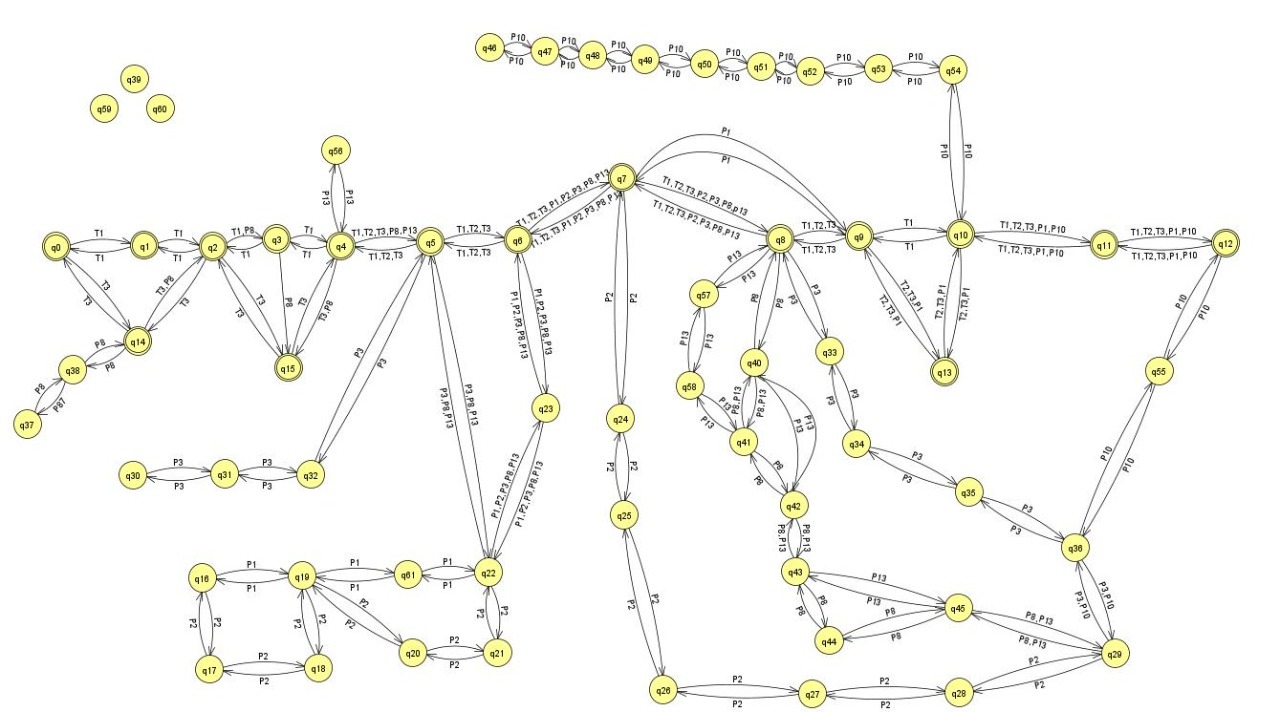 q46
P10
P10
q47
P10
P10
q48
P10
P10
q49
P10
P10
q50
P10
P10
q51
P10
P10
q52
P10
P10
q53
P10
P10
q54
P10
P10
q39
q59
q60
q56
P13
P13
q7
P1
P1
T1,T2,T3,P1,P2,P3,P8,P13
T1,T2,T3,P1,P2,P3,P8,P13
T1,T2,T3,P2,P3,P8,p13
T1,T2,T3,P2,P3,P8,P13
q0
T1
T1
q1
T1
T1
q2
T1,P8
T1
q3
T1
T1
q4
T1,T2,T3,P8,P13
T1,T2,T3
q5
T1,T2,T3
T1,T2,T3
q6
q8
T1,T2,T3
T1,T2,T3
q9
T1
T1
q10
T1,T2,T3,P1,P10
T1,T2,T3,P1,P10
q11
T1,T2,T3,P1,P10
T1,T2,T3,P1,P10
q12
T3
T3
T3,P8
T3
T3
T3
P8
T3
T3,P8
q14
q15
P8
P8
q38
P8
P87
q37
P3
P3
P3,P8,P13
P3,P8,P13
P1,P2,P3,P8,P13
P1,P2,P3,P8,P13
P2
P2
P13
P13
q57
P8
P8
P3
P3
T2,T3,P1
T2,T3,P1
T2,T3,P1
T2,T3,P1
q13
P10
P10
q55
P13
P13
q58
q40
q33
P13
P13
P8,P13
P8,P13
P13
P13
P3
P3
q23
q24
q41
q34
P8
P8
P3
P3
P10
P10
q30
P3
P3
q31
P3
P3
q32
P1,P2,P3,P8,P13
P1,P2,P3,P8,P13
P2
P2
q42
q35
P3
P3
q25
P8,P13
P8,P13
q36
q16
P1
P1
q19
P1
P1
q61
P1
P1
q22
q43
P13
P13
P3,P10
P3,P10
P2
P2
P2
P2
P2
P2
P2
P2
P2
P2
P8
P8
q45
P8
P8
P8,P13
P8,P13
q44
q17
P2
P2
q18
q20
P2
P2
q21
q29
q26
P2
P2
q27
P2
P2
q28
P2
P2